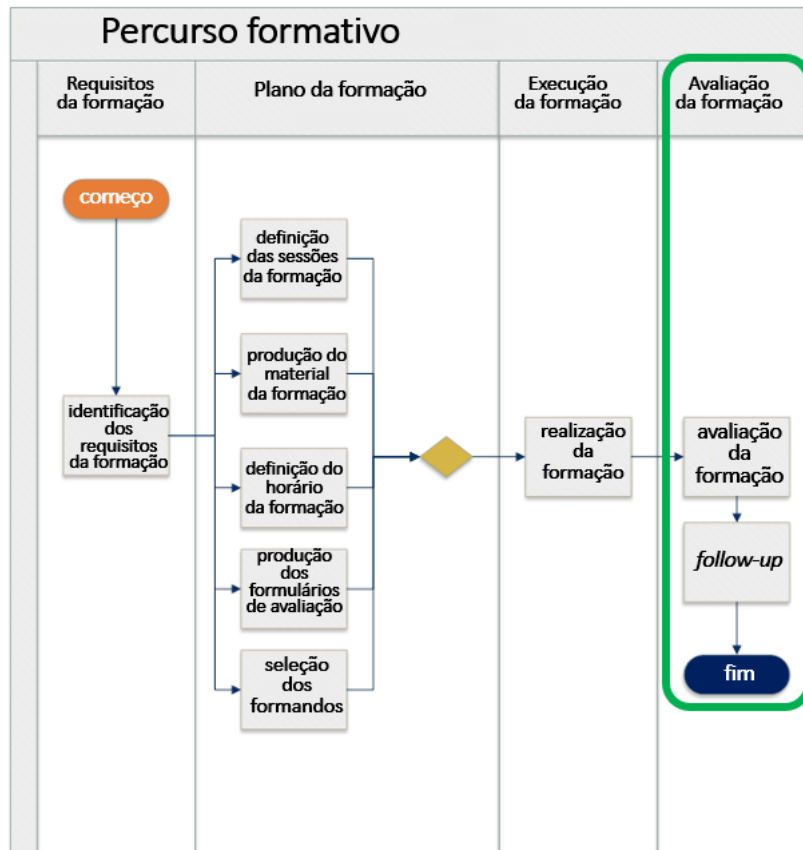 Percurso formativo
Requisitos
da formação
Plano da formação
Execução
da formação
Avaliação
da formação
começo
identificação
dos
requisitos
da formação
definição
das sessões
da formação
produção do
material
da formação
definição do
horário
da formação
produção
dos
formulários
de avaliação
seleção
dos
formandos
realização
da
formação
avaliação
da
formação
follow-up
fim